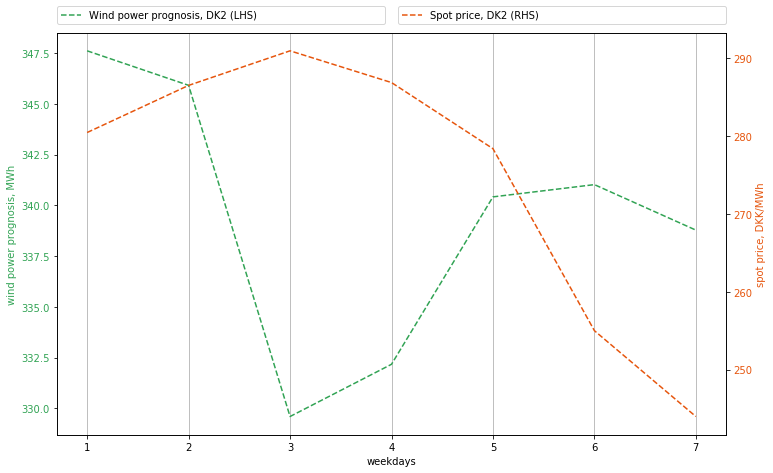 Wind power prognosis, DK2 (LHS)
Spot price, DK2 (RHS)
347.5
345.0
342.5
340.0
337.5
335.0
332.5
330.0
wind power prognosis, MWh
290
280
270
260
250
spot price, DKK/MWh
1 2 3 4 5 6 7
weekdays